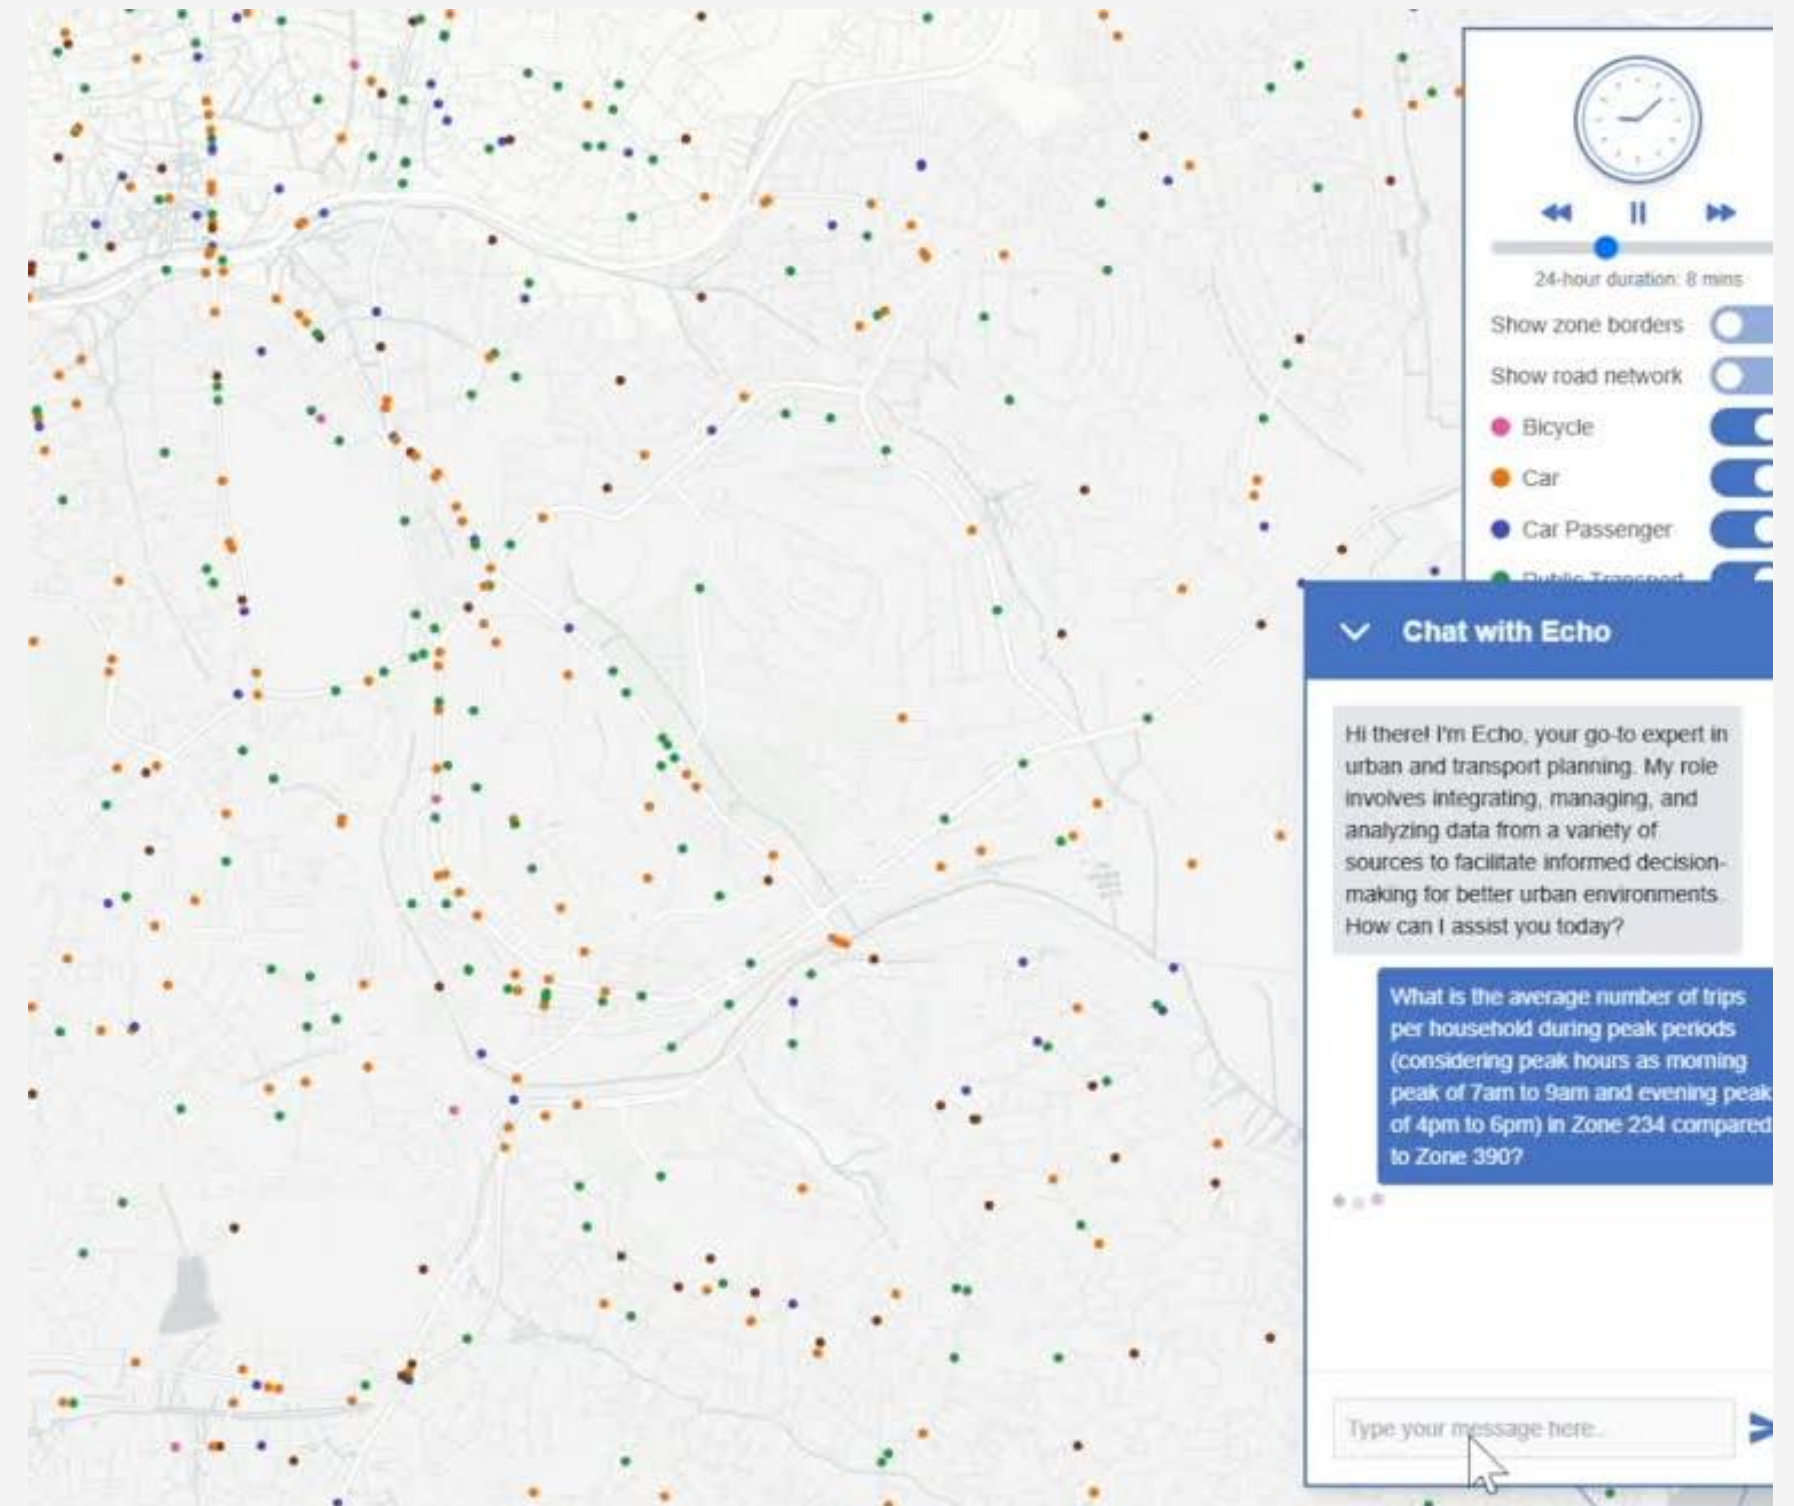 24-hour duration: 8 mins
Show zone borders
Show road network
Bicycle
Car
Car Passenger
Public Transport
Chat with Echo
Hi there! I'm Echo, your go-to expert in
urban and transport planning. My role
involves integrating, managing, and
analyzing data from a variety of
sources to facilitate informed decision-
making for better urban environments.
How can I assist you today?
What is the average number of trips
per household during peak periods
(considering peak hours as morning
peak of 7am to 9am and evening peak
of 4pm to 6pm) in Zone 234 compared
to Zone 390?
Type your message here...